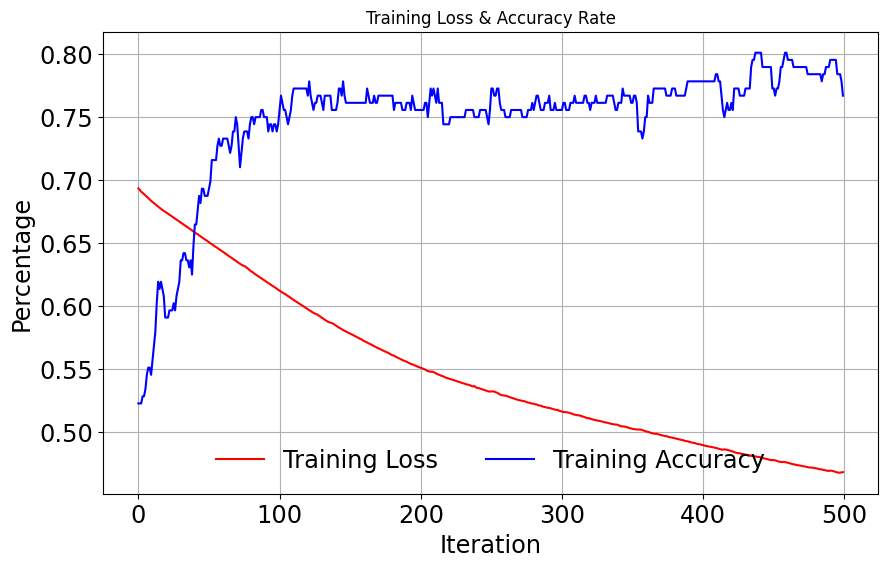 Training Loss & Accuracy Rate
0.80
0.75
0.70
0.65
0.60
0.55
0.50
Percentage
Training Loss
Training Accuracy
0 100 200 300 400 500
Iteration